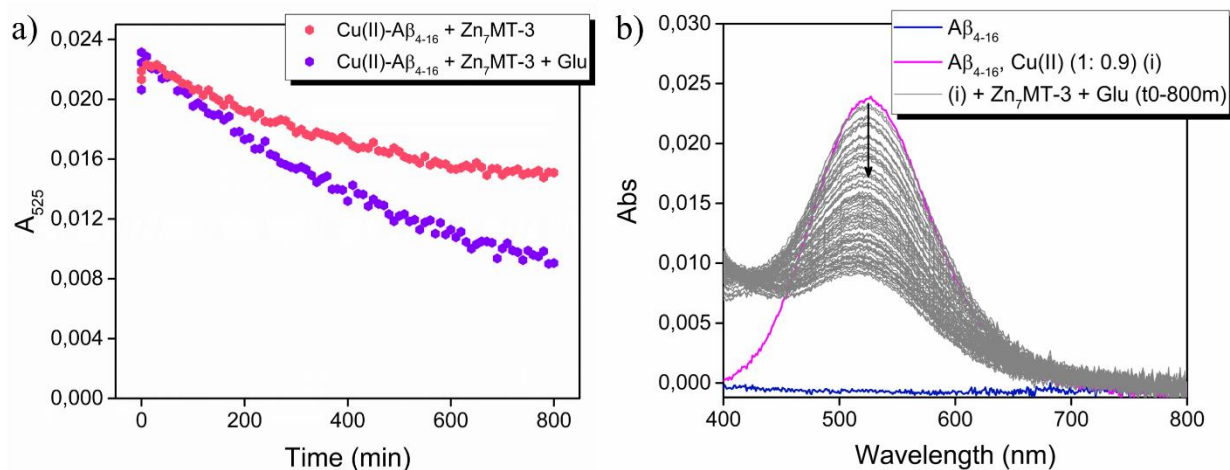 a)
Cu(II)-Aβ4-16 + Zn7MT-3
Cu(II)-Aβ4-16 + Zn7MT-3 + Glu
0,024
0,020
0,016
0,012
0,008
0,004
0,000
A525
0
200
400
600
800
Time (min)
b)
Aβ4-16
Aβ4-16, Cu(II) (1: 0.9) (i)
(i) + Zn7MT-3 + Glu (t0-800m)
0,030
0,025
0,020
0,015
0,010
0,005
0,000
Abs
400
500
600
700
800
Wavelength (nm)